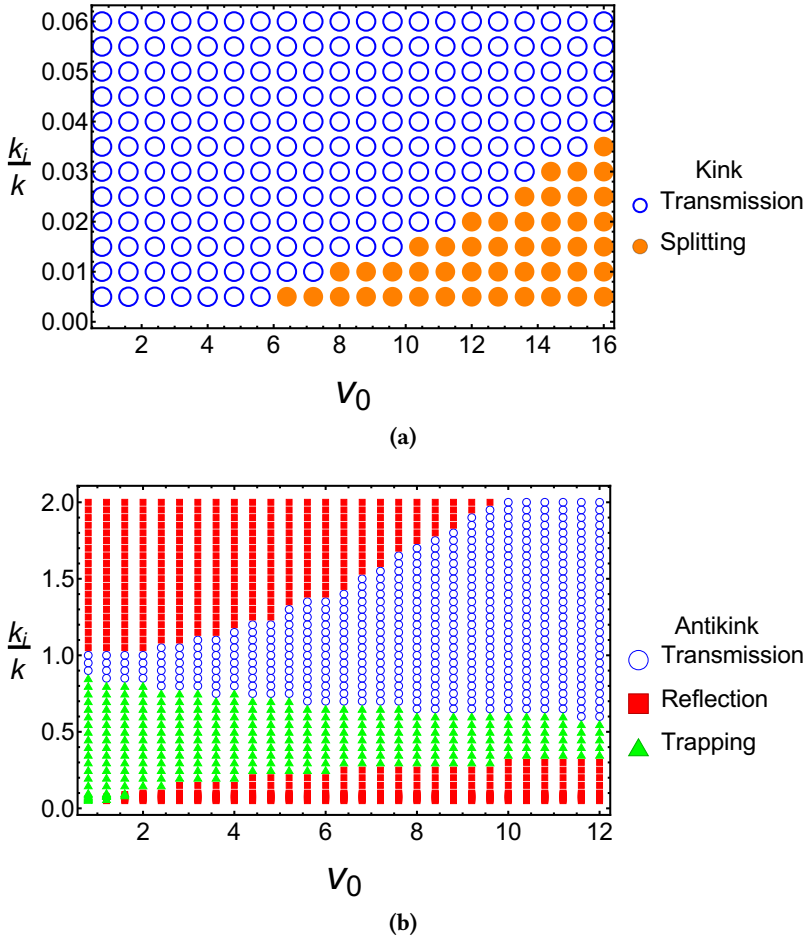 0.06
0.05
0.04
0.03
0.02
0.01
0.00
k_i/k
2 4 6 8 10 12 14 16
v_0
Kink
Transmission
Splitting
(a)
2.0
1.5
1.0
0.5
0.0
k_i/k
2 4 6 8 10 12
v_0
Antikink
Transmission
Reflection
Trapping
(b)